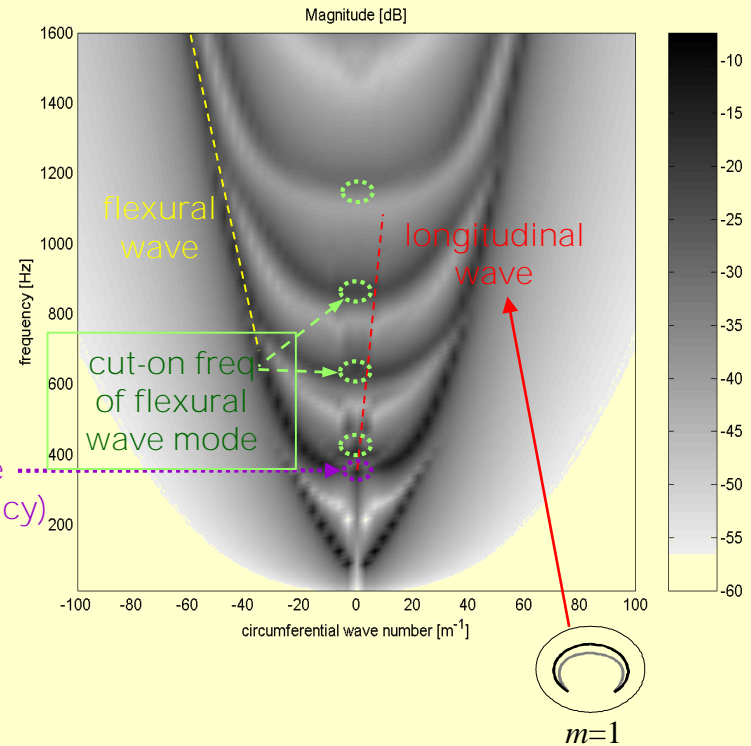 Magnitude [dB]
1600
1400
1200
1000
800
600
400
200
frequency [Hz]
flexural
wave
longitudinal
wave
cut-on freq
of flexural
wave mode
cy)
-100 -80 -60 -40 -20 0 20 40 60 80 100
circumferential wave number [m-1]
-10
-15
-20
-25
-30
-35
-40
-45
-50
-55
-60
m=1